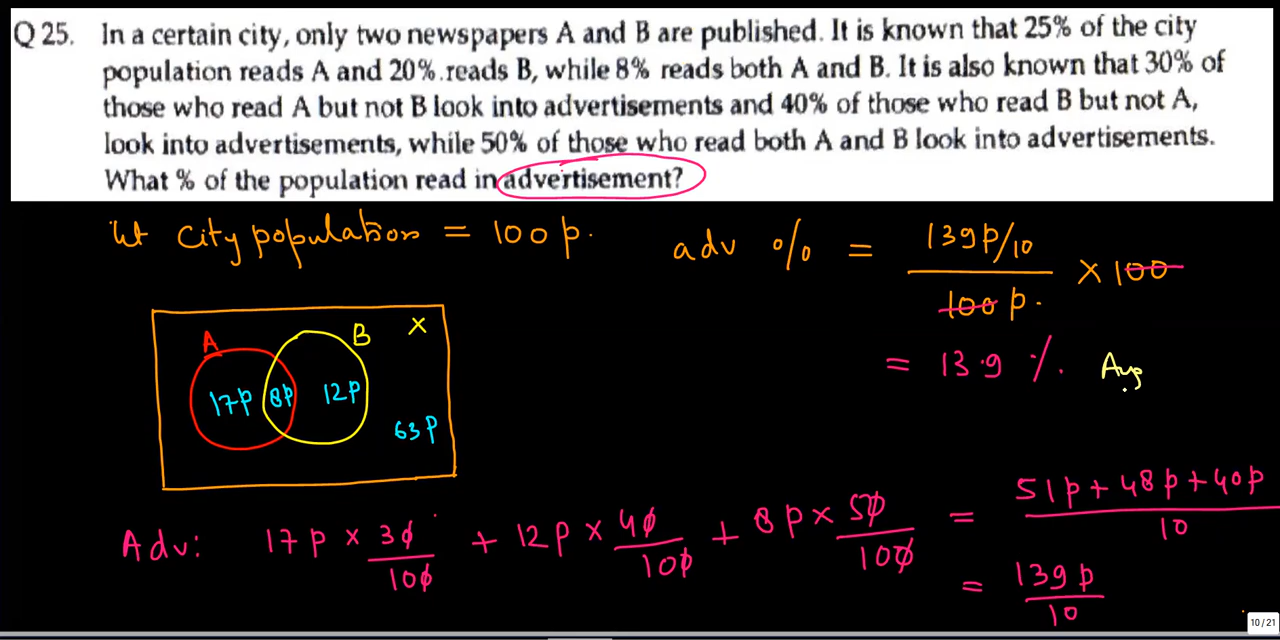 Q 25. In a certain city, only two newspapers A and B are published. It is known that 25% of the city
population reads A and 20% reads B, while 8% reads both A and B. It is also known that 30% of
those who read A but not B look into advertisements and 40% of those who read B but not A,
look into advertisements, while 50% of those who read both A and B look into advertisements.
What % of the population read in advertisement?
let city population = 100 p.
adv % = 139p/10 / 100 p. × 100
= 13.9 %. Ans
A B X
17p 8p 12p
63p
Adv: 17p × 30/100 + 12p × 40/100 + 8p × 50/100 = 51p + 48p + 40p / 10
= 139p / 10
10 / 21